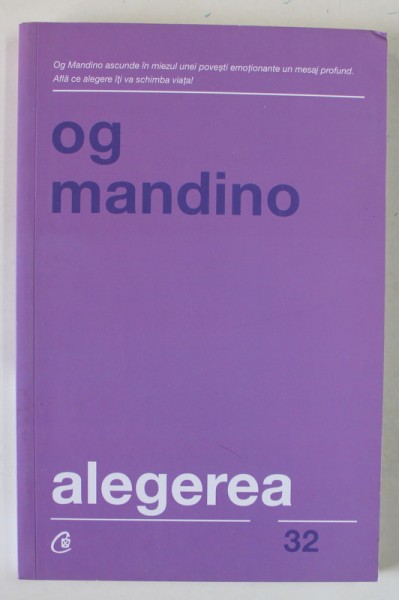 Og Mandino ascunde în miezul unei povești emoționante un mesaj profund.
Află ce alegere îți va schimba viața!
og
mandino
alegerea
32